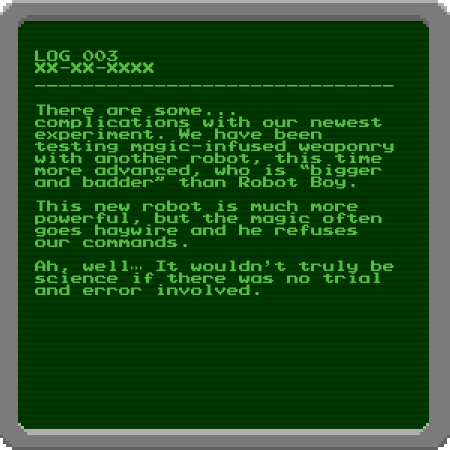 LOG 003
XX-XX-XXXX
------------------------------
There are some...
complications with our newest
experiment. We have been
testing magic-infused weaponry
with another robot, this time
more advanced, who is “bigger
and badder” than Robot Boy.
This new robot is much more
powerful, but the magic often
goes haywire and he refuses
our commands.
Ah, well… It wouldn't truly be
science if there was no trial
and error involved.